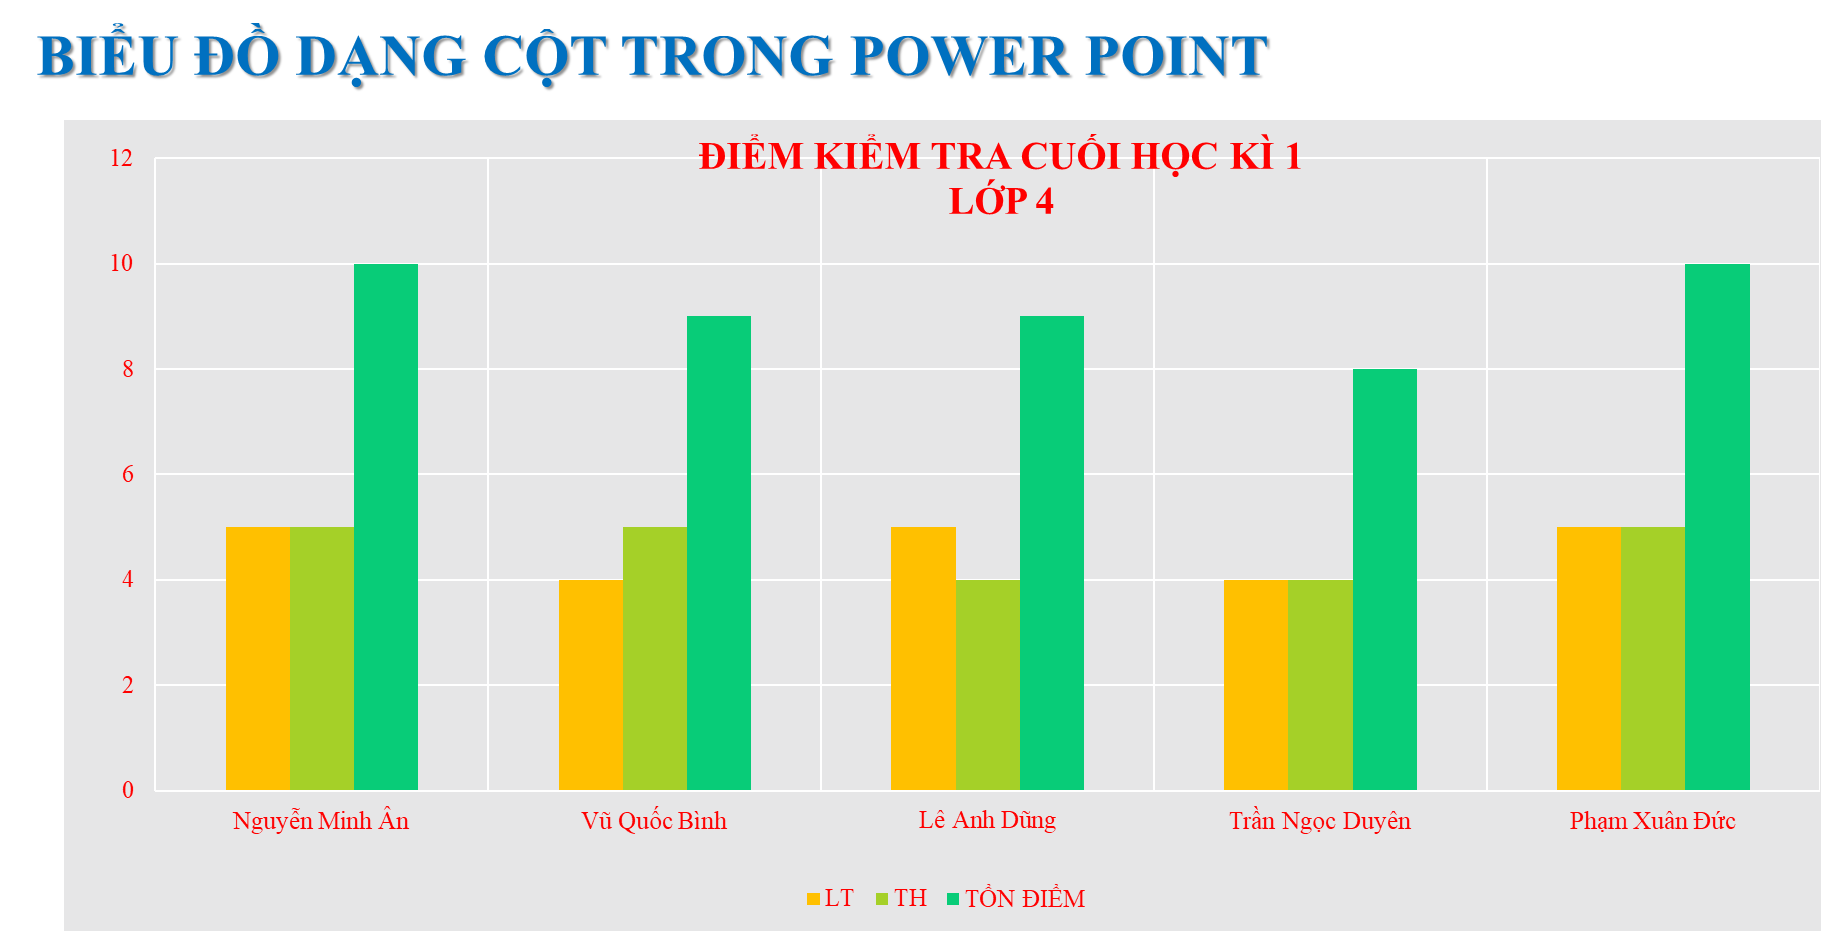 BIỂU ĐỒ DẠNG CỘT TRONG POWER POINT
ĐIỂM KIỂM TRA CUỐI HỌC KÌ 1
LỚP 4
12
10
8
6
4
2
0
Nguyễn Minh Ân Vũ Quốc Bình Lê Anh Dũng Trần Ngọc Duyên Phạm Xuân Đức
LT TH TỔN ĐIỂM